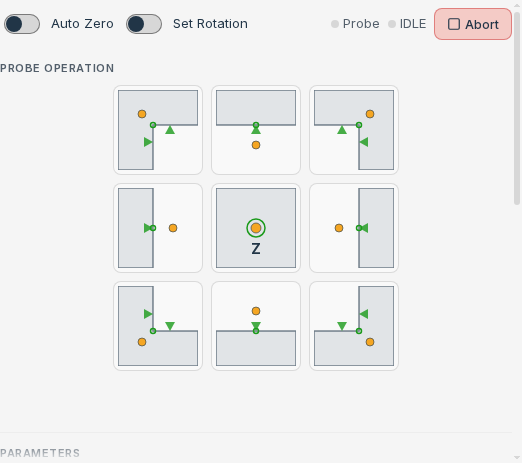 Auto Zero Set Rotation Probe IDLE Abort
PROBE OPERATION
Z
PARAMETERS